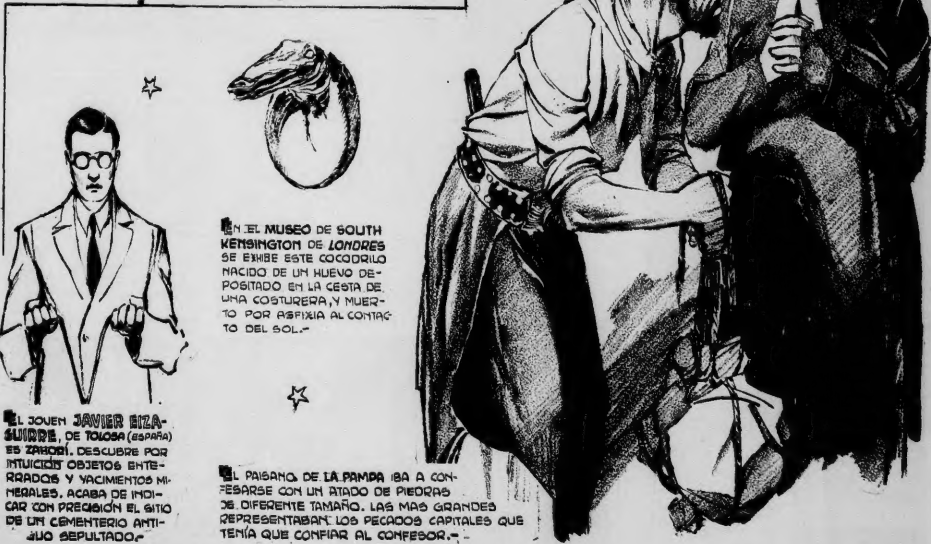 EN EL MUSEO DE SOUTH
KENSINGTON DE LONDRES
SE EXHIBE ESTE COCODRILO
NACIDO DE UN HUEVO DE-
POSITADO EN LA CESTA DE
UNA COSTURERA, Y MUER-
TO POR ASFIXIA AL CONTAC-
TO DEL SOL.-
EL JOVEN JAVIER EIZA-
GUIRRE, DE TOLOSA (ESPAÑA)
ES ZAHORÍ. DESCUBRE POR
INTUICIÓN OBJETOS ENTE-
RRADOS Y YACIMIENTOS MI-
NERALES. ACABA DE INDI-
CAR CON PRECISIÓN EL SITIO
DE UN CEMENTERIO ANTI-
GUO SEPULTADO.-
EL PAISANO DE LA PAMPA IBA A CON-
FESARSE CON UN ATADO DE PIEDRAS
DE DIFERENTE TAMAÑO. LAS MAS GRANDES
REPRESENTABAN LOS PECADOS CAPITALES QUE
TENÍA QUE CONFIAR AL CONFESOR.-